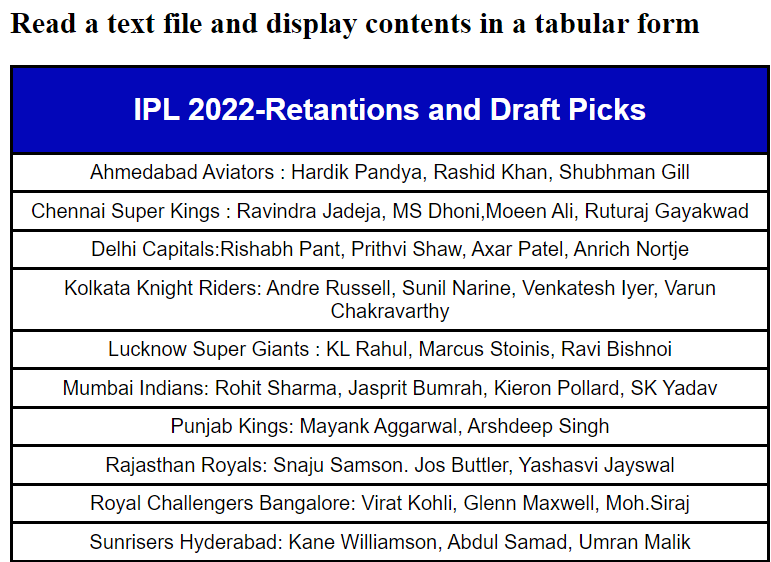 Read a text file and display contents in a tabular form
IPL 2022-Retantions and Draft Picks
Ahmedabad Aviators : Hardik Pandya, Rashid Khan, Shubhman Gill
Chennai Super Kings : Ravindra Jadeja, MS Dhoni,Moeen Ali, Ruturaj Gayakwad
Delhi Capitals:Rishabh Pant, Prithvi Shaw, Axar Patel, Anrich Nortje
Kolkata Knight Riders: Andre Russell, Sunil Narine, Venkatesh Iyer, Varun
Chakravarthy
Lucknow Super Giants : KL Rahul, Marcus Stoinis, Ravi Bishnoi
Mumbai Indians: Rohit Sharma, Jasprit Bumrah, Kieron Pollard, SK Yadav
Punjab Kings: Mayank Aggarwal, Arshdeep Singh
Rajasthan Royals: Snaju Samson. Jos Buttler, Yashasvi Jayswal
Royal Challengers Bangalore: Virat Kohli, Glenn Maxwell, Moh.Siraj
Sunrisers Hyderabad: Kane Williamson, Abdul Samad, Umran Malik